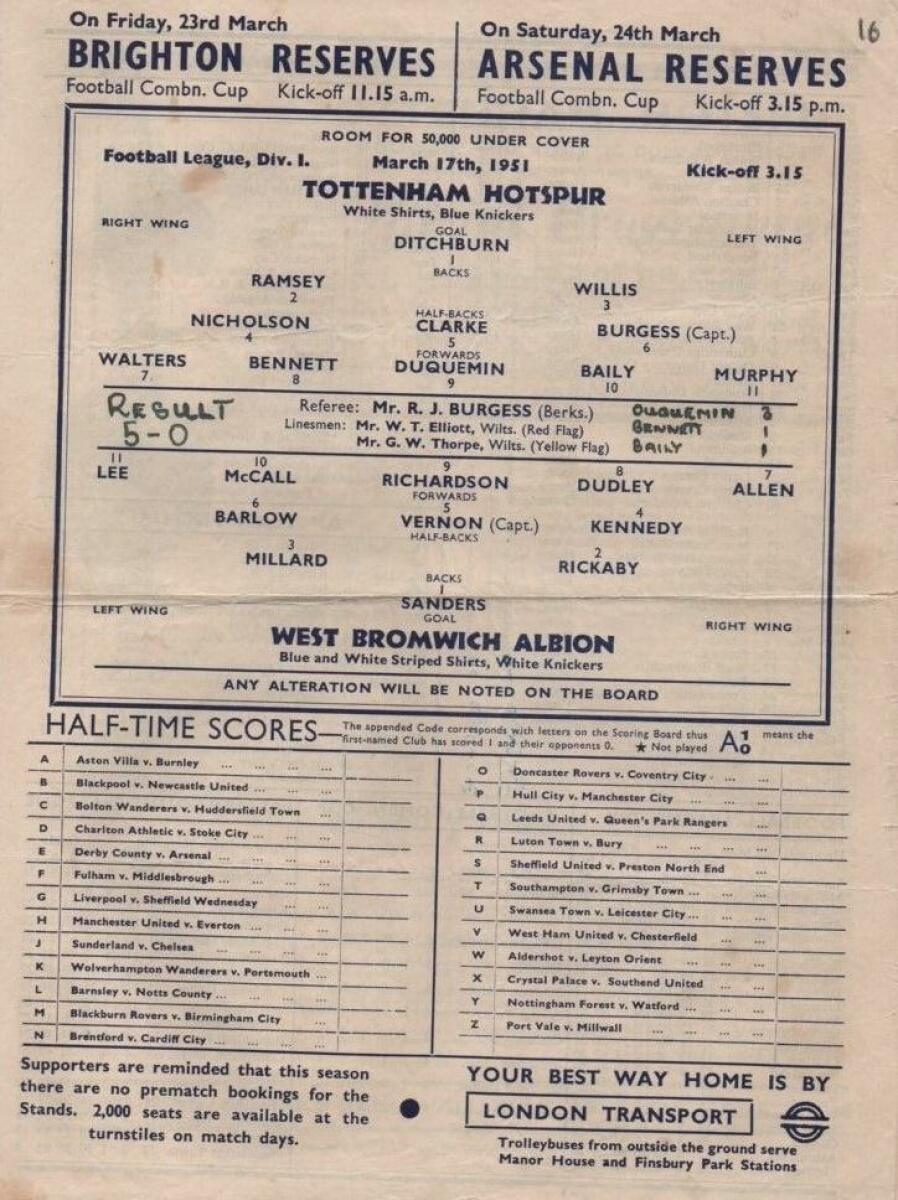 16
On Friday, 23rd March
BRIGHTON RESERVES
Football Combn. Cup Kick-off 11.15 a.m.
On Saturday, 24th March
ARSENAL RESERVES
Football Combn. Cup Kick-off 3.15 p.m.
ROOM FOR 50,000 UNDER COVER
Football League, Div. I. March 17th, 1951 Kick-off 3.15
TOTTENHAM HOTSPUR
White Shirts, Blue Knickers
RIGHT WING GOAL LEFT WING
DITCHBURN
1
BACKS
RAMSEY WILLIS
2 3
HALF-BACKS
NICHOLSON CLARKE BURGESS (Capt.)
4 5 6
FORWARDS
WALTERS BENNETT DUQUEMIN BAILY MURPHY
7 8 9 10 11
RESULT
5-0
Referee: Mr. R. J. BURGESS (Berks.)
Linesmen: Mr. W. T. Elliott, Wilts. (Red Flag)
Mr. G. W. Thorpe, Wilts. (Yellow Flag)
DUQUEMIN 3
BENNETT 1
BAILY 1
11 10 9 8 7
LEE McCALL RICHARDSON DUDLEY ALLEN
FORWARDS
6 5 4
BARLOW VERNON (Capt.) KENNEDY
HALF-BACKS
3 2
MILLARD RICKABY
BACKS
1
SANDERS
LEFT WING GOAL RIGHT WING
WEST BROMWICH ALBION
Blue and White Striped Shirts, White Knickers
ANY ALTERATION WILL BE NOTED ON THE BOARD
HALF-TIME SCORES—The appended Code corresponds with letters on the Scoring Board thus
first-named Club has scored 1 and their opponents 0. ★ Not played A 1 0 means the
A Aston Villa v. Burnley ... ... ... ...
B Blackpool v. Newcastle United ... ... ...
C Bolton Wanderers v. Huddersfield Town ...
D Charlton Athletic v. Stoke City ... ... ...
E Derby County v. Arsenal ... ... ... ...
F Fulham v. Middlesbrough ... ... ... ...
G Liverpool v. Sheffield Wednesday ... ...
H Manchester United v. Everton ... ... ...
J Sunderland v. Chelsea ... ... ... ...
K Wolverhampton Wanderers v. Portsmouth ...
L Barnsley v. Notts County ... ... ... ...
M Blackburn Rovers v. Birmingham City ...
N Brentford v. Cardiff City ... ... ... ...
O Doncaster Rovers v. Coventry City ... ... ...
P Hull City v. Manchester City ... ... ...
Q Leeds United v. Queen's Park Rangers ...
R Luton Town v. Bury ... ... ... ...
S Sheffield United v. Preston North End ...
T Southampton v. Grimsby Town ... ... ...
U Swansea Town v. Leicester City ... ... ...
V West Ham United v. Chesterfield ... ...
W Aldershot v. Leyton Orient ... ... ...
X Crystal Palace v. Southend United ... ...
Y Nottingham Forest v. Watford ... ... ...
Z Port Vale v. Millwall ... ... ... ...
Supporters are reminded that this season
there are no prematch bookings for the
Stands. 2,000 seats are available at the
turnstiles on match days.
YOUR BEST WAY HOME IS BY
LONDON TRANSPORT
Trolleybuses from outside the ground serve
Manor House and Finsbury Park Stations